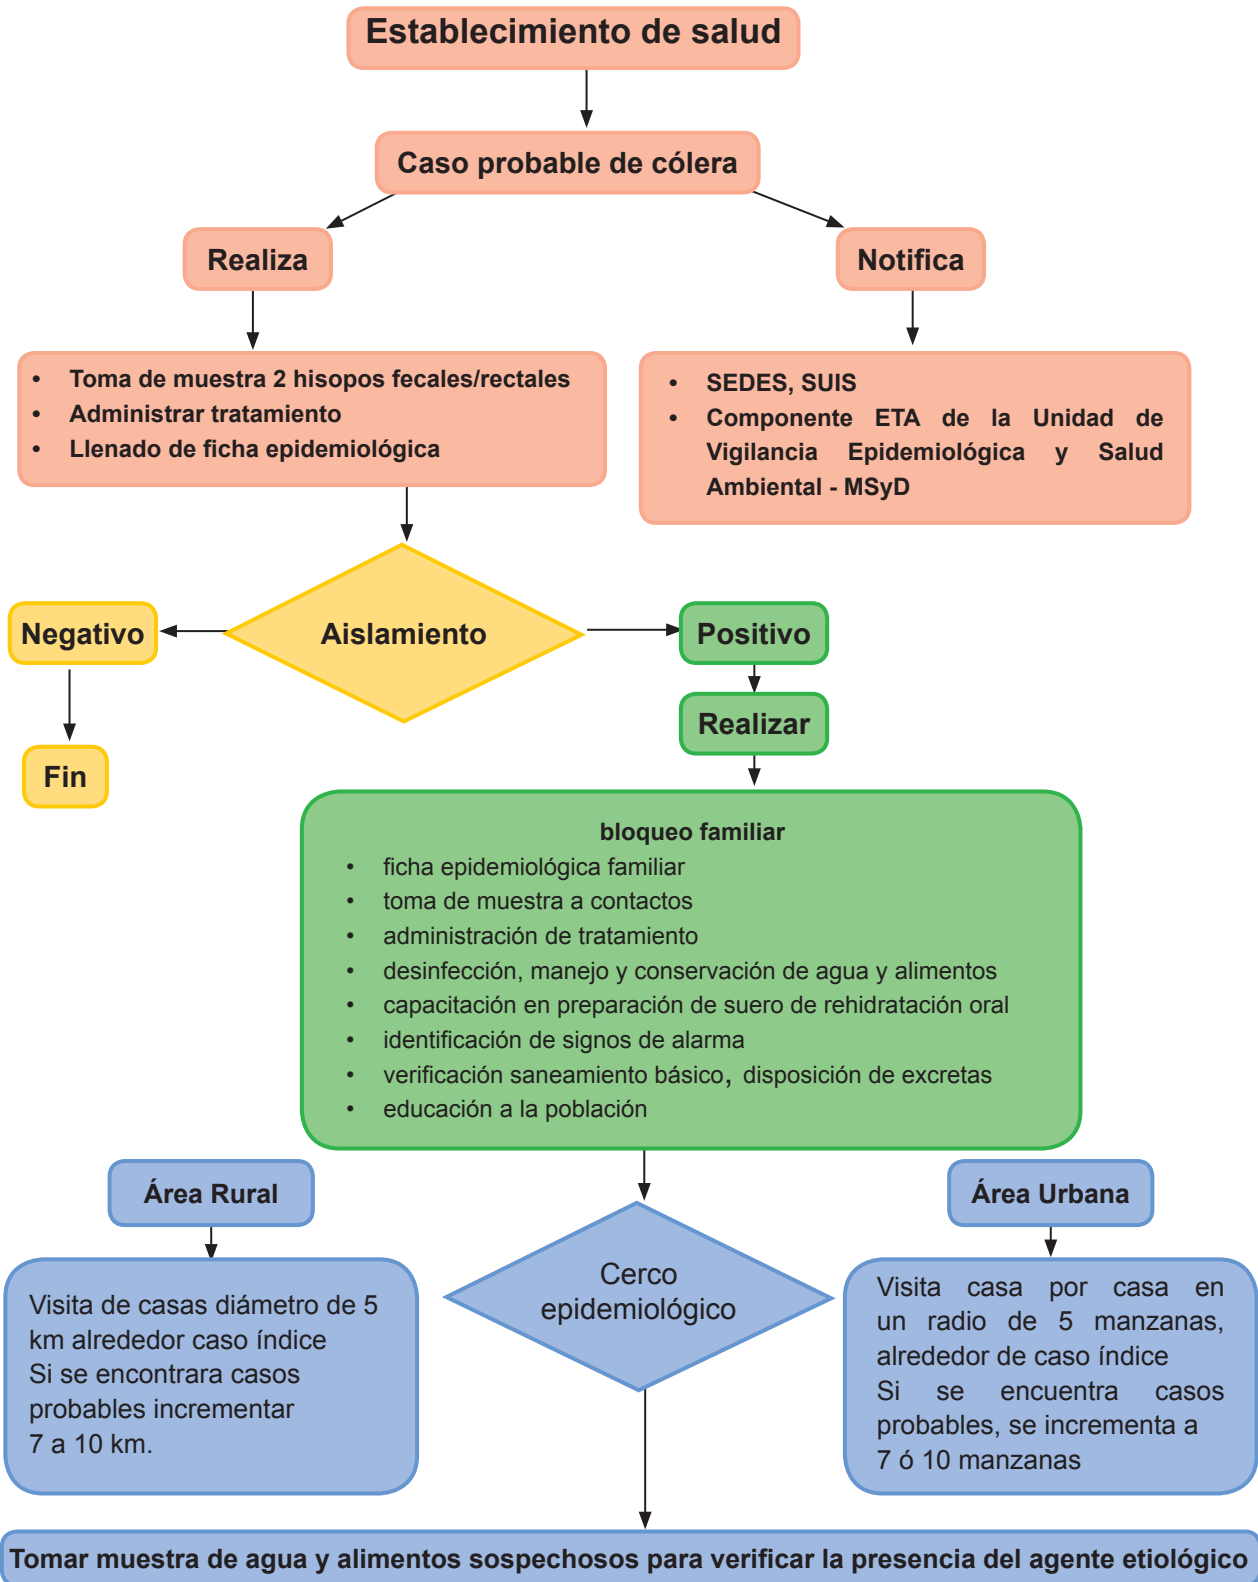 Establecimiento de salud
Caso probable de cólera
Realiza
Notifica
• Toma de muestra 2 hisopos fecales/rectales
• Administrar tratamiento
• Llenado de ficha epidemiológica
• SEDES, SUIS
• Componente ETA de la Unidad de
Vigilancia Epidemiológica y Salud
Ambiental - MSyD
Negativo
Aislamiento
Positivo
Realizar
Fin
bloqueo familiar
• ficha epidemiológica familiar
• toma de muestra a contactos
• administración de tratamiento
• desinfección, manejo y conservación de agua y alimentos
• capacitación en preparación de suero de rehidratación oral
• identificación de signos de alarma
• verificación saneamiento básico, disposición de excretas
• educación a la población
Área Rural
Visita de casas diámetro de 5
km alrededor caso índice
Si se encontrara casos
probables incrementar
7 a 10 km.
Cerco
epidemiológico
Área Urbana
Visita casa por casa en
un radio de 5 manzanas,
alrededor de caso índice
Si se encuentra casos
probables, se incrementa a
7 ó 10 manzanas
Tomar muestra de agua y alimentos sospechosos para verificar la presencia del agente etiológico